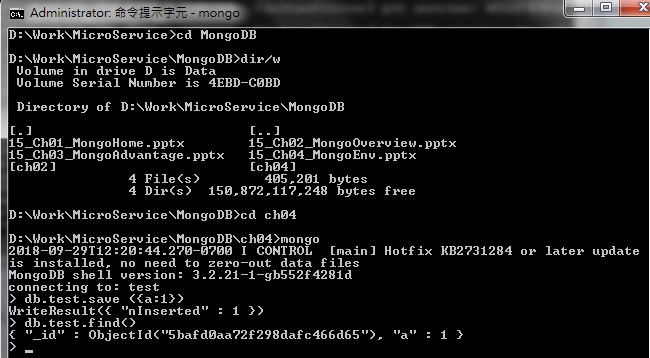 Administrator: 命令提示字元 - mongo
D:\Work\MicroService>cd MongoDB
D:\Work\MicroService\MongoDB>dir/w
Volume in drive D is Data
Volume Serial Number is 4EBD-C0BD
Directory of D:\Work\MicroService\MongoDB
[.] [..]
15_Ch01_MongoHome.pptx 15_Ch02_MongoOverview.pptx
15_Ch03_MongoAdvantage.pptx 15_Ch04_MongoEnv.pptx
[ch02] [ch04]
4 File(s) 405,201 bytes
4 Dir(s) 150,872,117,248 bytes free
D:\Work\MicroService\MongoDB>cd ch04
D:\Work\MicroService\MongoDB\ch04>mongo
2018-09-29T12:20:44.270-0700 I CONTROL [main] Hotfix KB2731284 or later update
is installed, no need to zero-out data files
MongoDB shell version: 3.2.21-1-gb552f4281d
connecting to: test
> db.test.save ({a:1})
WriteResult({ "nInserted" : 1 })
> db.test.find()
{ "_id" : ObjectId("5bafd0aa72f298dafc466d65"), "a" : 1 }
> _